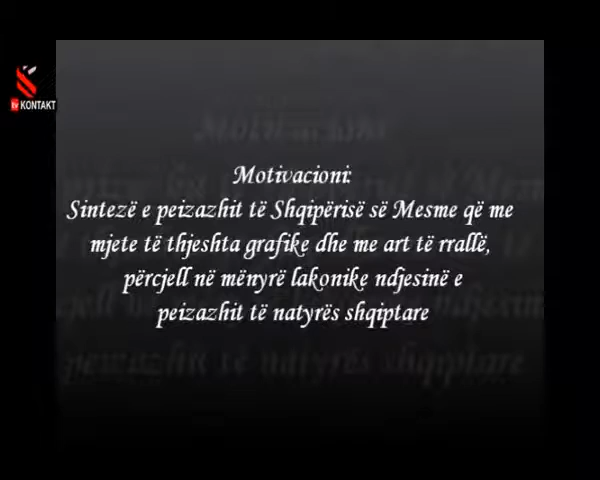 tv KONTAKT
Motivacioni:
Sintezë e peizazhit të Shqipërisë së Mesme që me
mjete të thjeshta grafike dhe me art të rrallë,
përcjell në mënyrë lakonike ndjesinë e
peizazhit të natyrës shqiptare